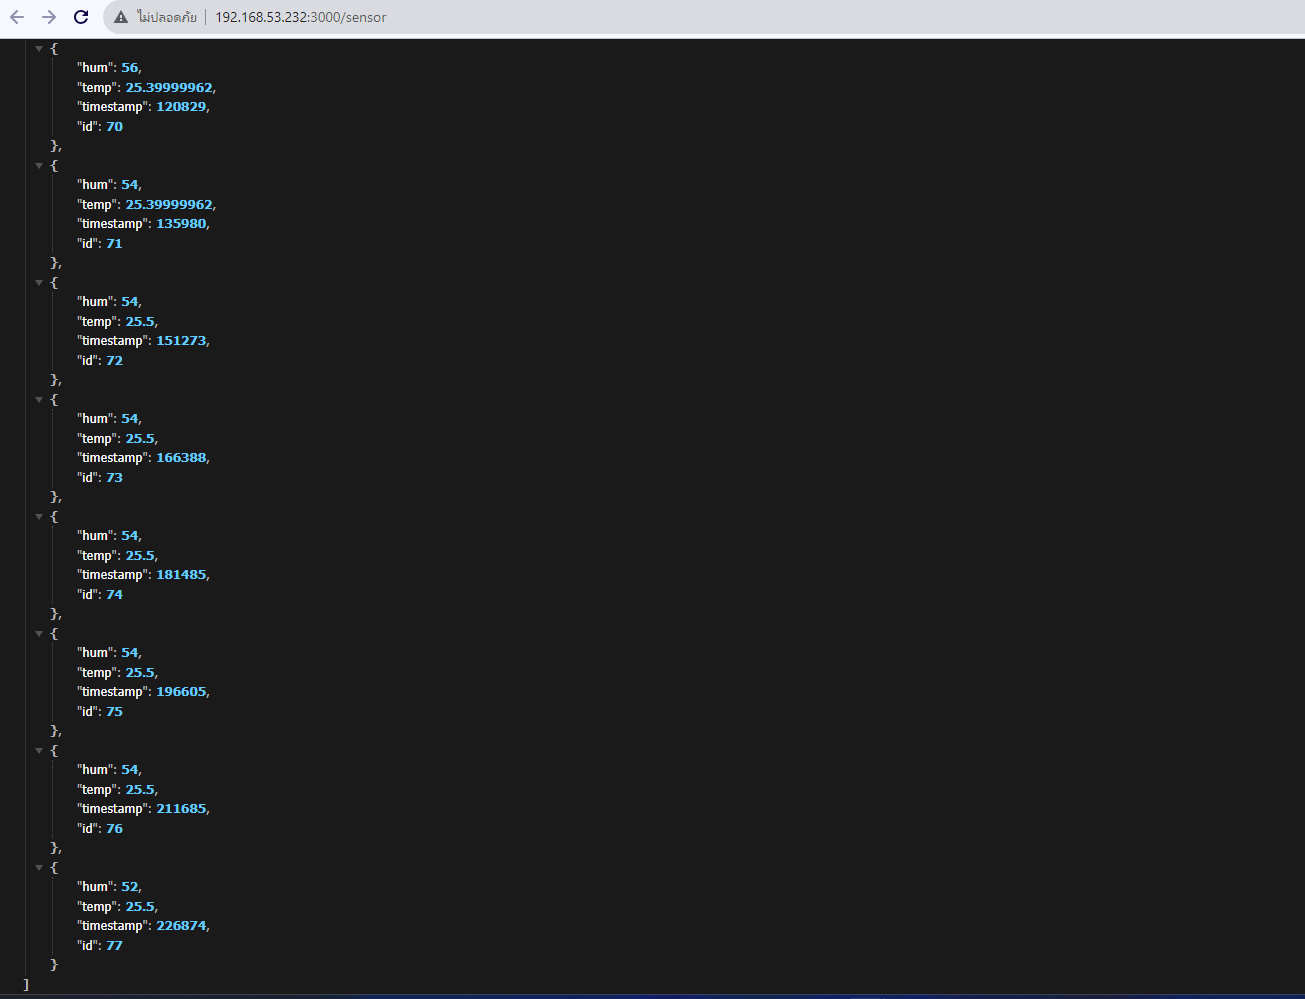 ไม่ปลอดภัย 192.168.53.232:3000/sensor
{
"hum": 56,
"temp": 25.39999962,
"timestamp": 120829,
"id": 70
},
{
"hum": 54,
"temp": 25.39999962,
"timestamp": 135980,
"id": 71
},
{
"hum": 54,
"temp": 25.5,
"timestamp": 151273,
"id": 72
},
{
"hum": 54,
"temp": 25.5,
"timestamp": 166388,
"id": 73
},
{
"hum": 54,
"temp": 25.5,
"timestamp": 181485,
"id": 74
},
{
"hum": 54,
"temp": 25.5,
"timestamp": 196605,
"id": 75
},
{
"hum": 54,
"temp": 25.5,
"timestamp": 211685,
"id": 76
},
{
"hum": 52,
"temp": 25.5,
"timestamp": 226874,
"id": 77
}
]